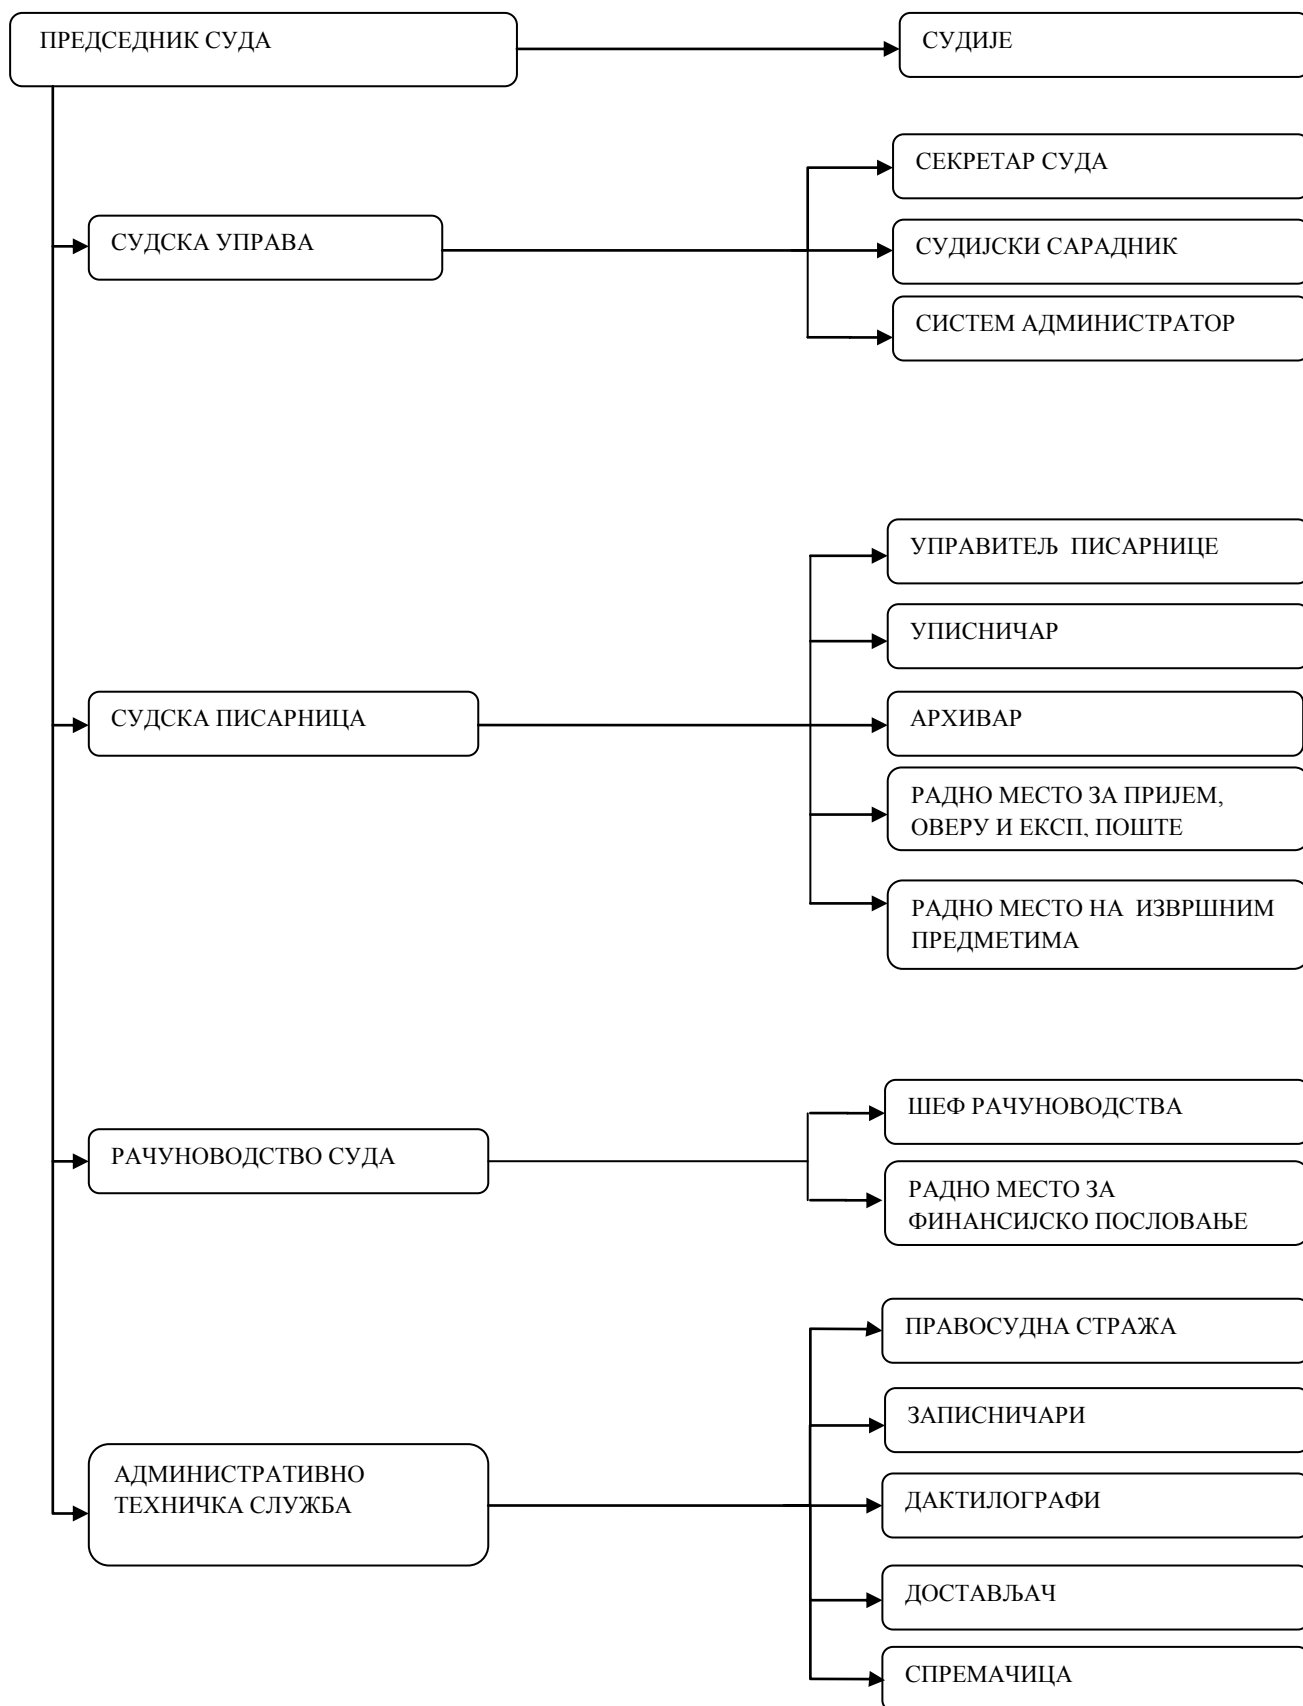 ПРЕДСЕДНИК СУДА
СУДИЈЕ
СЕКРЕТАР СУДА
СУДСКА УПРАВА
СУДИЈСКИ САРАДНИК
СИСТЕМ АДМИНИСТРАТОР
УПРАВИТЕЉ ПИСАРНИЦЕ
УПИСНИЧАР
СУДСКА ПИСАРНИЦА
АРХИВАР
РАДНО МЕСТО ЗА ПРИЈЕМ,
ОВЕРУ И ЕКСП, ПОШТЕ
РАДНО МЕСТО НА ИЗВРШНИМ
ПРЕДМЕТИМА
ШЕФ РАЧУНОВОДСТВА
РАЧУНОВОДСТВО СУДА
РАДНО МЕСТО ЗА
ФИНАНСИЈСКО ПОСЛОВАЊЕ
ПРАВОСУДНА СТРАЖА
ЗАПИСНИЧАРИ
АДМИНИСТРАТИВНО
ТЕХНИЧКА СЛУЖБА
ДАКТИЛОГРАФИ
ДОСТАВЉАЧ
СПРЕМАЧИЦА